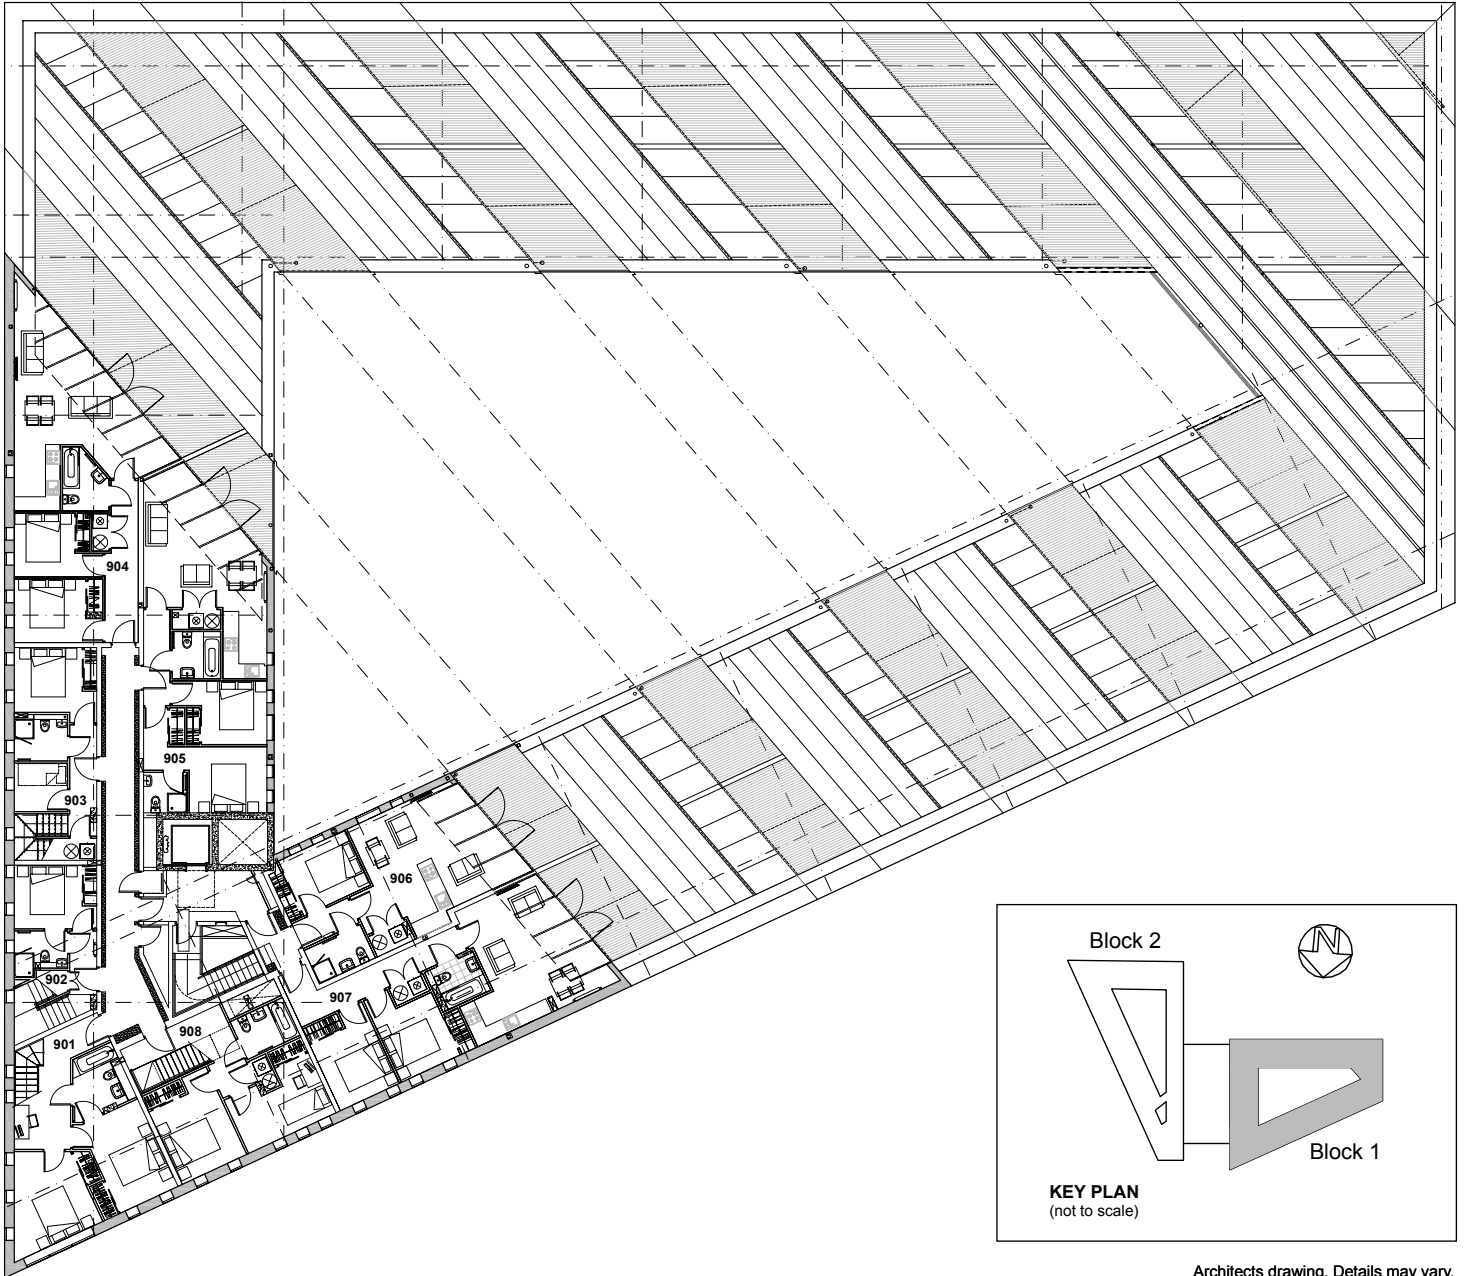 904
905
903
906
902
907
901
908
Block 2
N
Block 1
KEY PLAN
(not to scale)
Architects drawing. Details may vary.